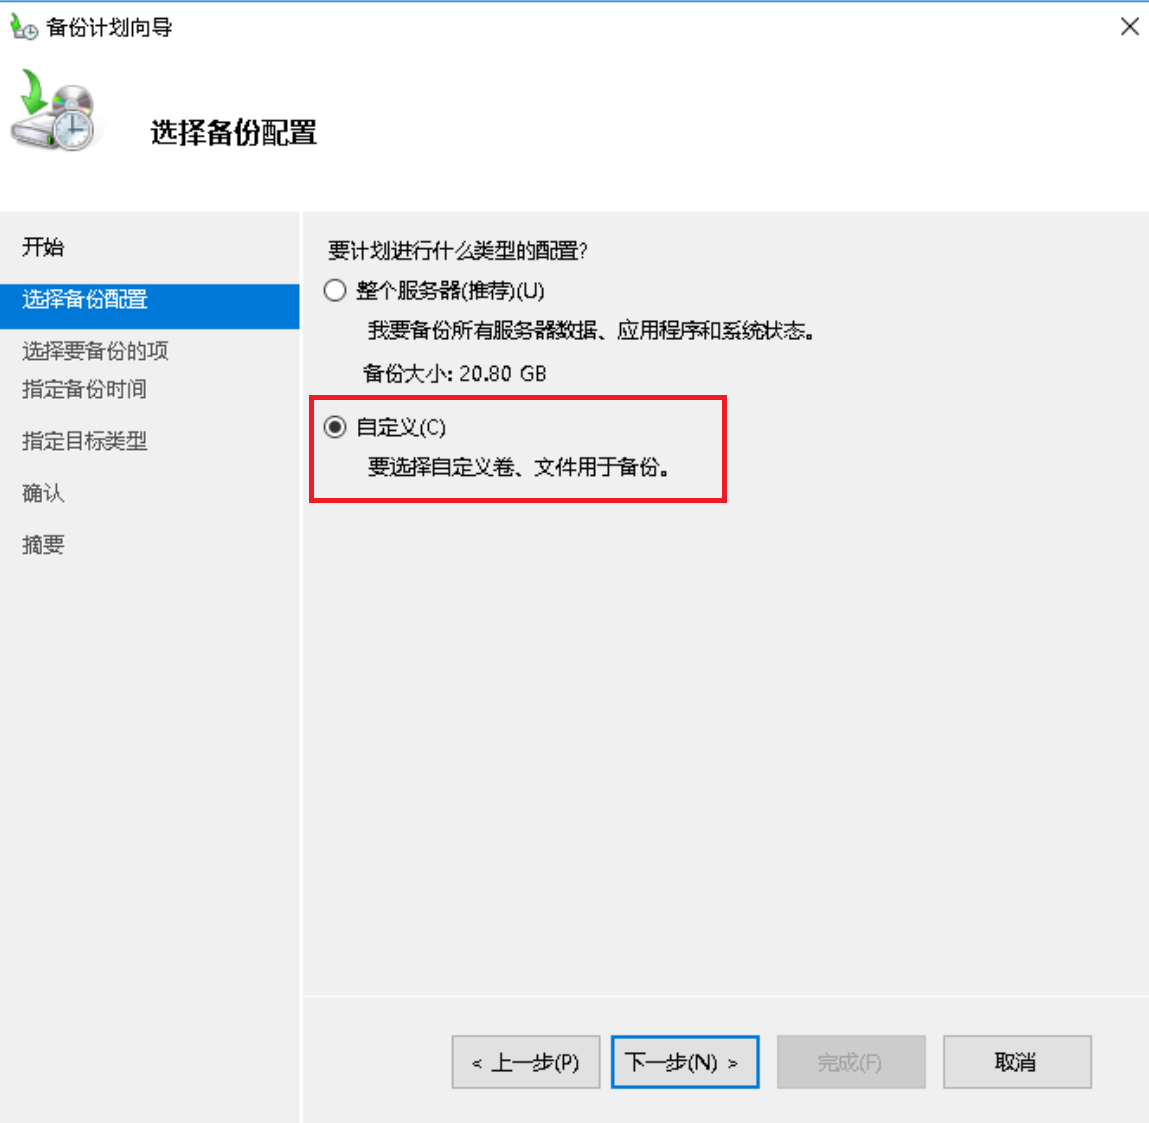 备份计划向导
选择备份配置
开始
选择备份配置
选择要备份的项
指定备份时间
指定目标类型
确认
摘要
要计划进行什么类型的配置?
整个服务器(推荐)(U)
我要备份所有服务器数据、应用程序和系统状态。
备份大小: 20.80 GB
自定义(C)
要选择自定义卷、文件用于备份。
< 上一步(P)
下一步(N) >
完成(F)
取消